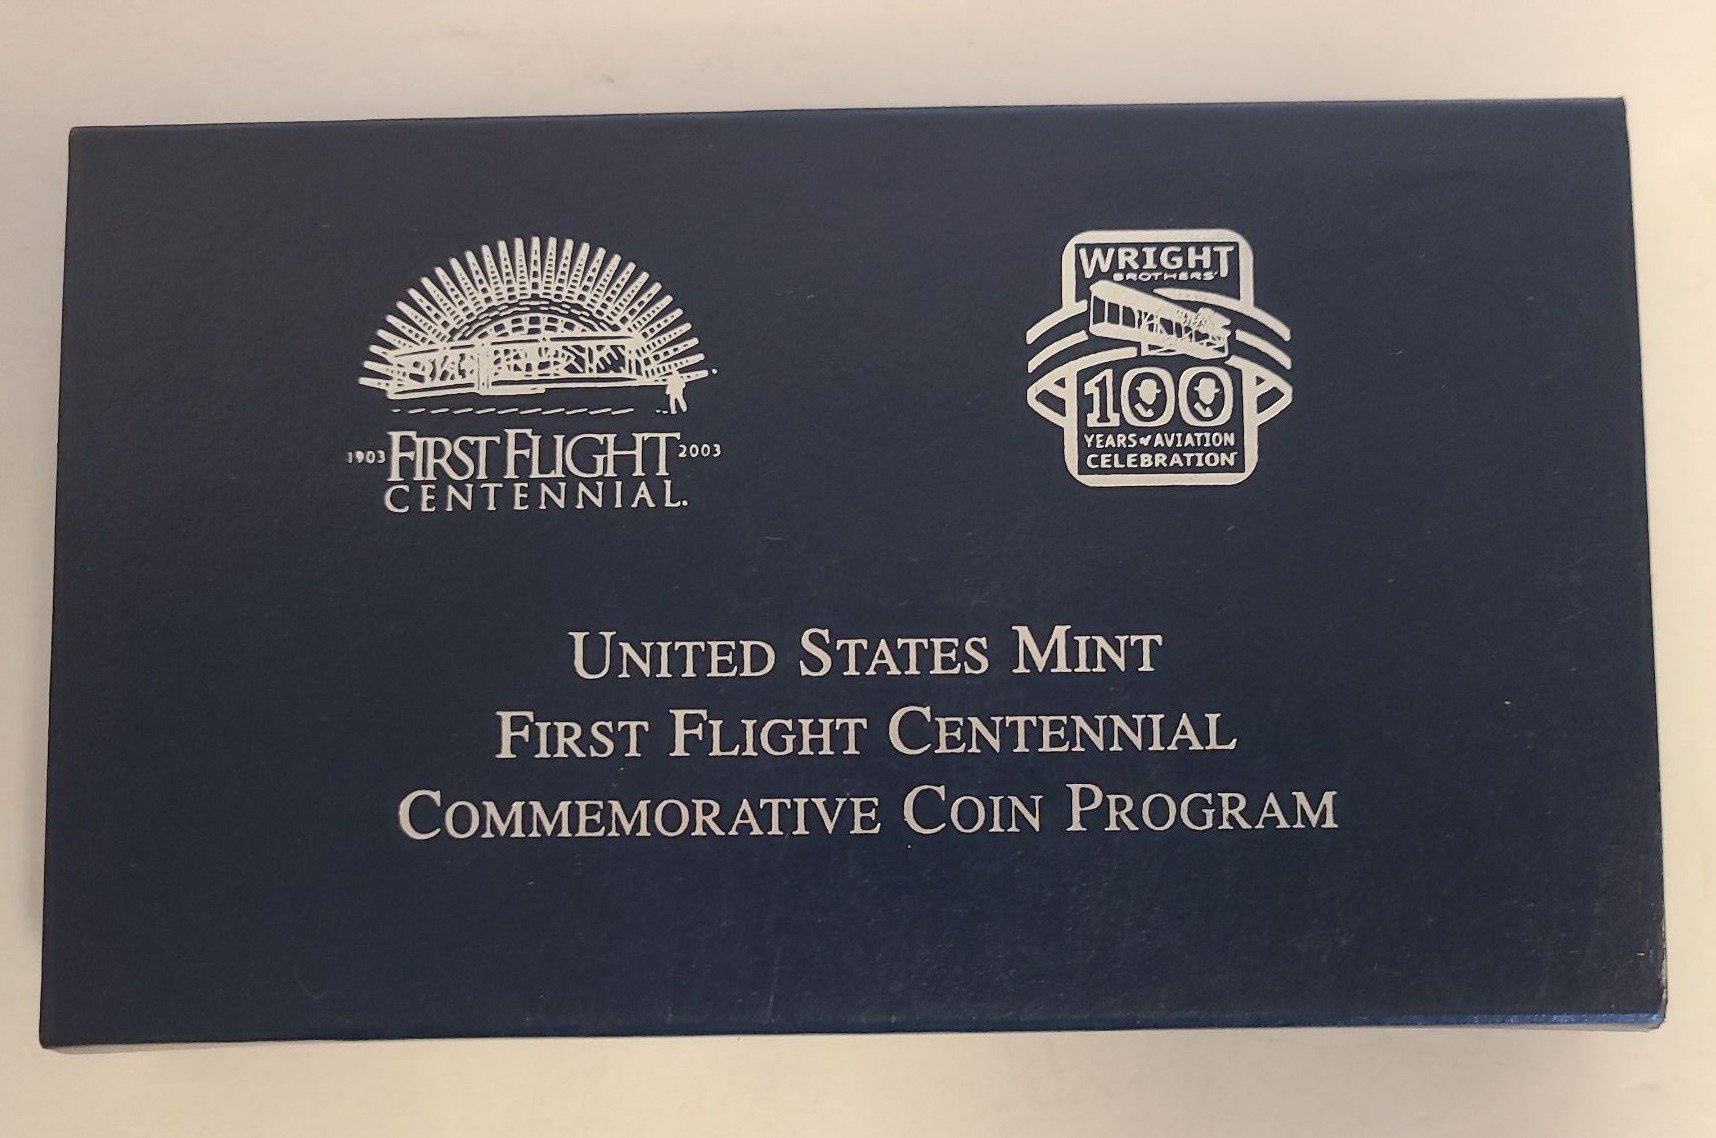 1903 FIRST FLIGHT 2003
CENTENNIAL.
WRIGHT
BROTHERS'
100
YEARS of AVIATION
CELEBRATION
UNITED STATES MINT
FIRST FLIGHT CENTENNIAL
COMMEMORATIVE COIN PROGRAM